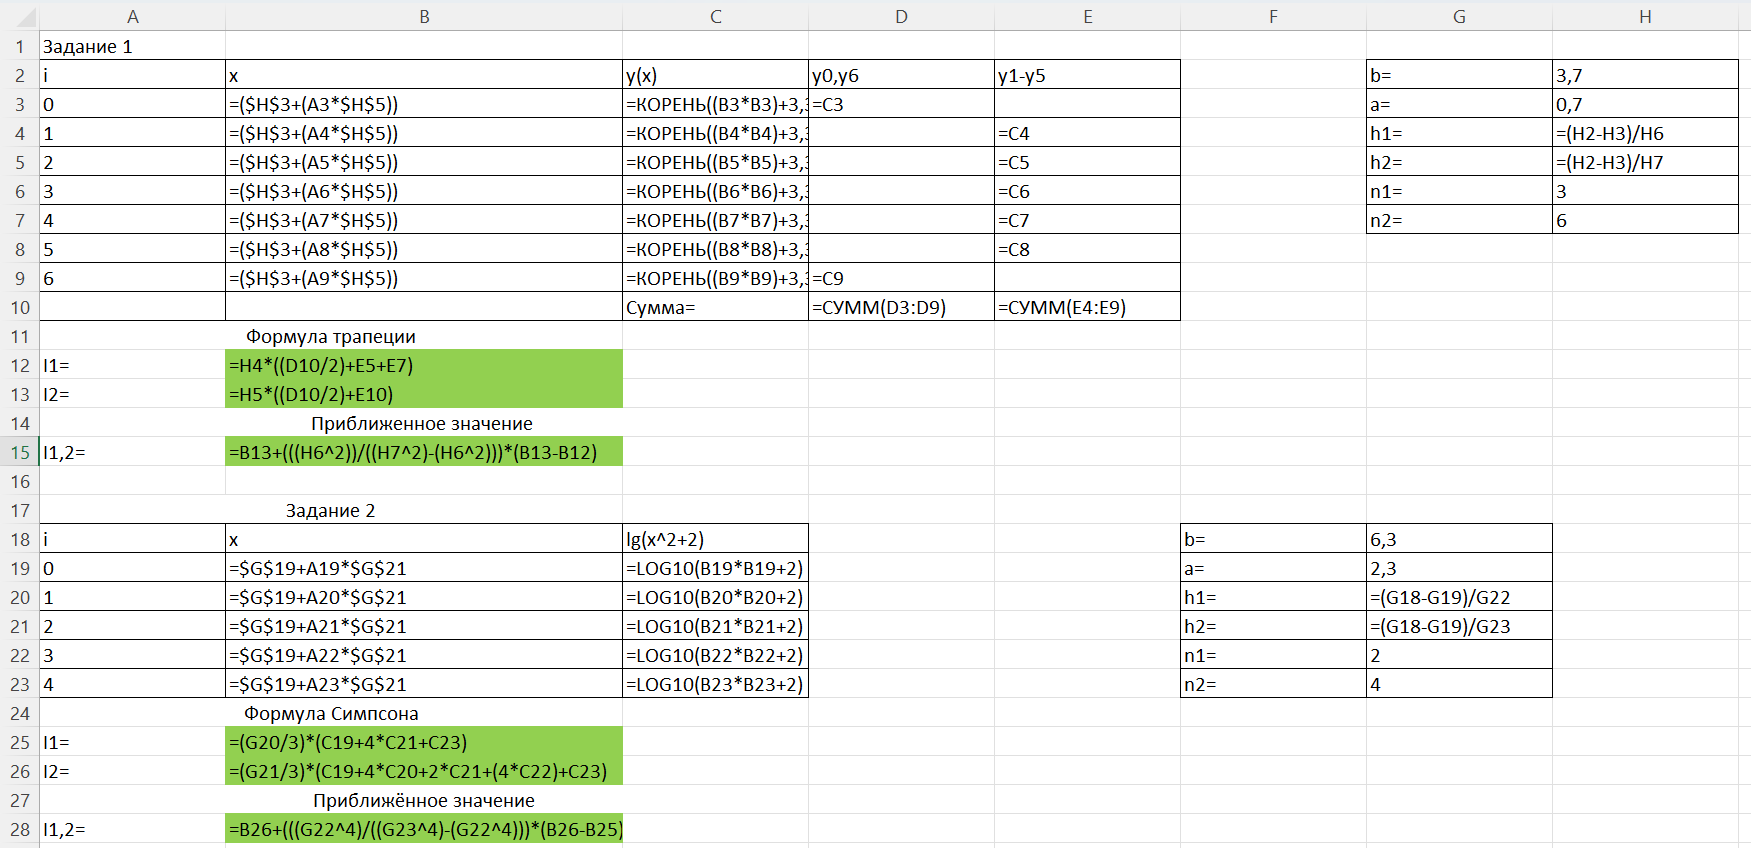 A B C D E F G H
1 Задание 1
2 i x y(x) y0,y6 y1-y5 b= 3,7
3 0 =($H$3+(A3*$H$5)) =КОРЕНЬ((B3*B3)+3,3 =C3 a= 0,7
4 1 =($H$3+(A4*$H$5)) =КОРЕНЬ((B4*B4)+3,3 =C4 h1= =(H2-H3)/H6
5 2 =($H$3+(A5*$H$5)) =КОРЕНЬ((B5*B5)+3,3 =C5 h2= =(H2-H3)/H7
6 3 =($H$3+(A6*$H$5)) =КОРЕНЬ((B6*B6)+3,3 =C6 n1= 3
7 4 =($H$3+(A7*$H$5)) =КОРЕНЬ((B7*B7)+3,3 =C7 n2= 6
8 5 =($H$3+(A8*$H$5)) =КОРЕНЬ((B8*B8)+3,3 =C8
9 6 =($H$3+(A9*$H$5)) =КОРЕНЬ((B9*B9)+3,3 =C9
10 Сумма= =СУММ(D3:D9) =СУММ(E4:E9)
11 Формула трапеции
12 I1= =H4*((D10/2)+E5+E7)
13 I2= =H5*((D10/2)+E10)
14 Приближенное значение
15 I1,2= =B13+(((H6^2))/((H7^2)-(H6^2)))*(B13-B12)
16
17 Задание 2
18 i x lg(x^2+2) b= 6,3
19 0 =$G$19+A19*$G$21 =LOG10(B19*B19+2) a= 2,3
20 1 =$G$19+A20*$G$21 =LOG10(B20*B20+2) h1= =(G18-G19)/G22
21 2 =$G$19+A21*$G$21 =LOG10(B21*B21+2) h2= =(G18-G19)/G23
22 3 =$G$19+A22*$G$21 =LOG10(B22*B22+2) n1= 2
23 4 =$G$19+A23*$G$21 =LOG10(B23*B23+2) n2= 4
24 Формула Симпсона
25 I1= =(G20/3)*(C19+4*C21+C23)
26 I2= =(G21/3)*(C19+4*C20+2*C21+(4*C22)+C23)
27 Приближённое значение
28 I1,2= =B26+(((G22^4)/((G23^4)-(G22^4)))*(B26-B25)